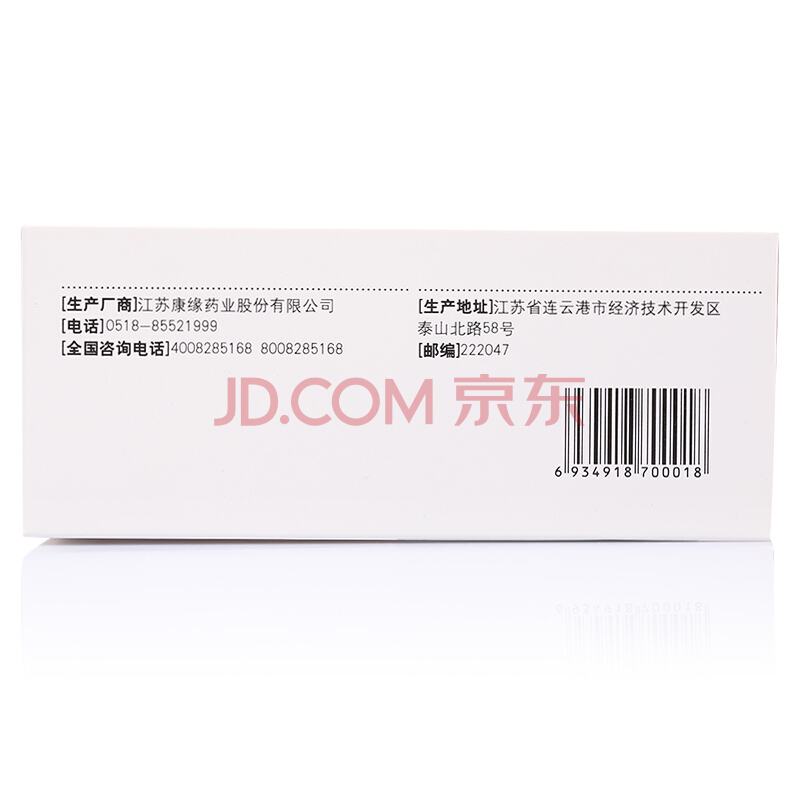 [生产厂商]江苏康缘药业股份有限公司
[电话]0518-85521999
[全国咨询电话]4008285168 8008285168
[生产地址]江苏省连云港市经济技术开发区
泰山北路58号
[邮编]222047
JD.COM 京东
6 934918 700018